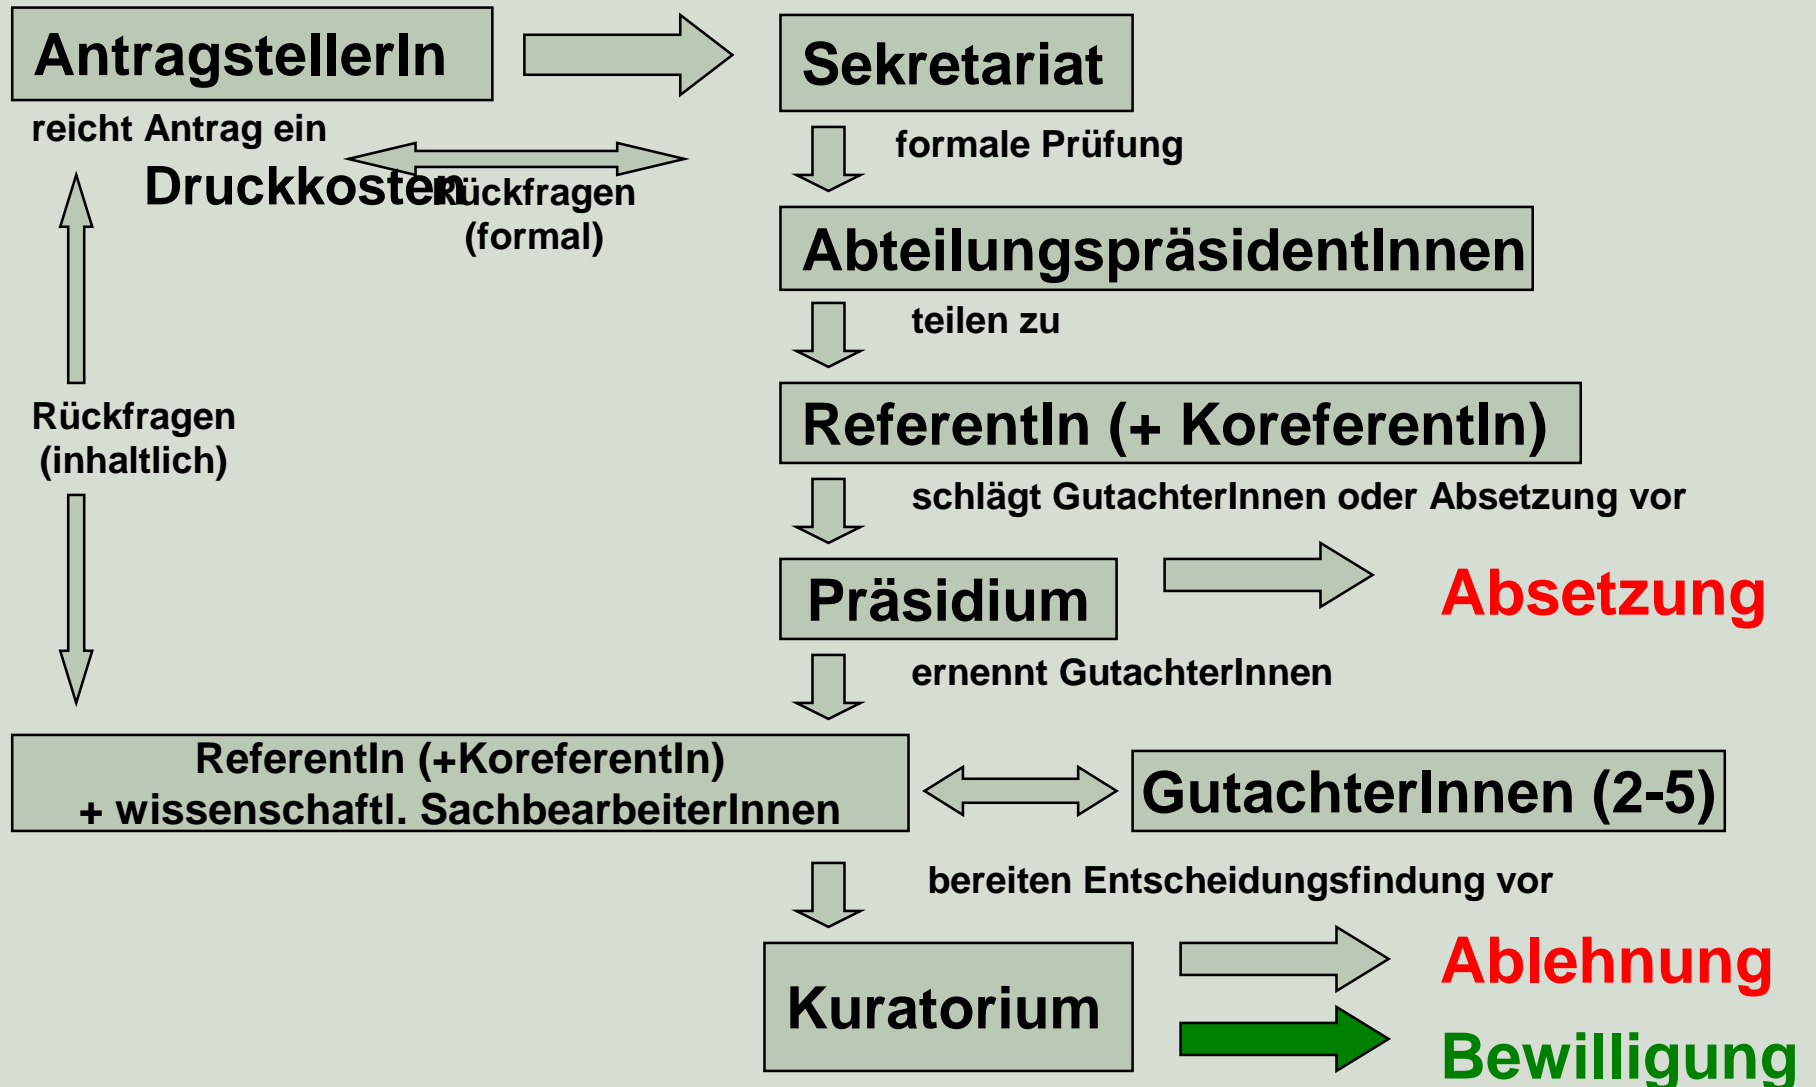 AntragstellerIn
Sekretariat
reicht Antrag ein
formale Prüfung
Druckkosten
Rückfragen
(formal)
AbteilungspräsidentInnen
teilen zu
ReferentIn (+ KoreferentIn)
Rückfragen
(inhaltlich)
schlägt GutachterInnen oder Absetzung vor
Präsidium
Absetzung
ernennt GutachterInnen
ReferentIn (+KoreferentIn)
+ wissenschaftl. SachbearbeiterInnen
GutachterInnen (2-5)
bereiten Entscheidungsfindung vor
Kuratorium
Ablehnung
Bewilligung